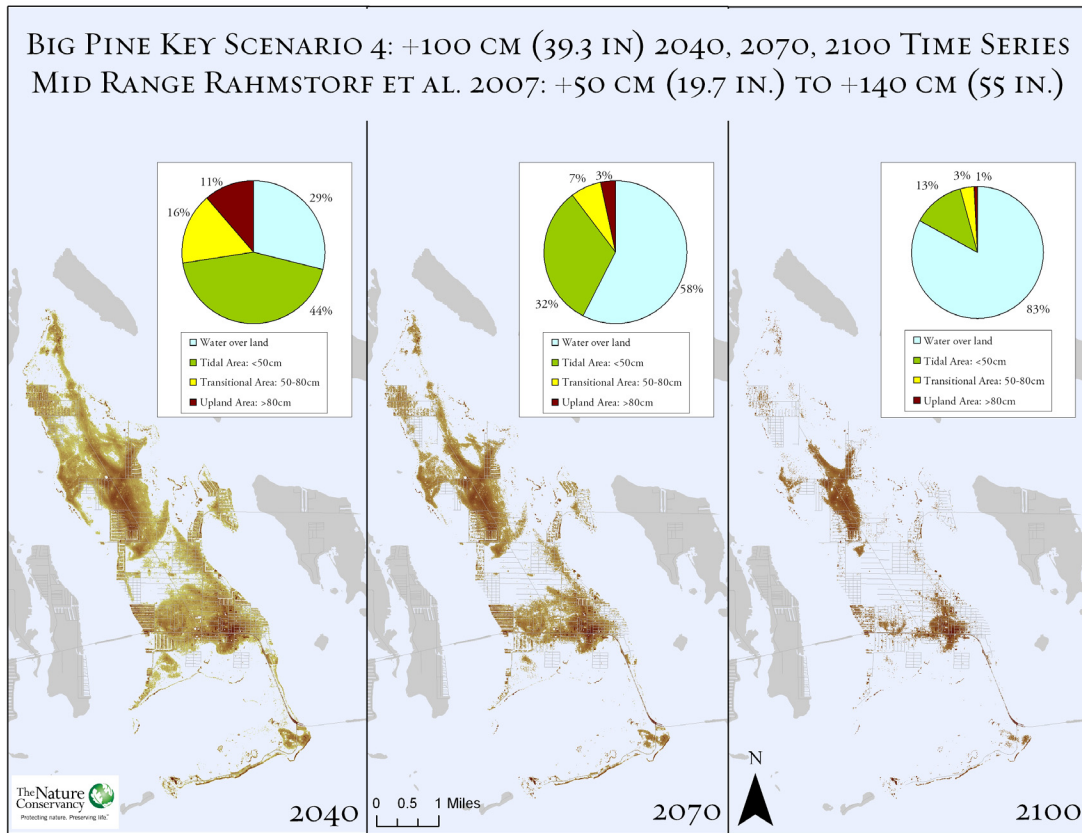 Big Pine Key Scenario 4: +100 cm (39.3 in) 2040, 2070, 2100 Time Series
Mid Range Rahmstorf et al. 2007: +50 cm (19.7 in.) to +140 cm (55 in.)
11%
29%
16%
44%
Water over land
Tidal Area: <50cm
Transitional Area: 50-80cm
Upland Area: >80cm
7%
3%
32%
58%
Water over land
Tidal Area: <50cm
Transitional Area: 50-80cm
Upland Area: >80cm
13%
3%
1%
83%
Water over land
Tidal Area: <50cm
Transitional Area: 50-80cm
Upland Area: >80cm
The Nature
Conservancy
Protecting nature. Preserving life.™
2040
0 0.5 1 Miles
2070
N
2100